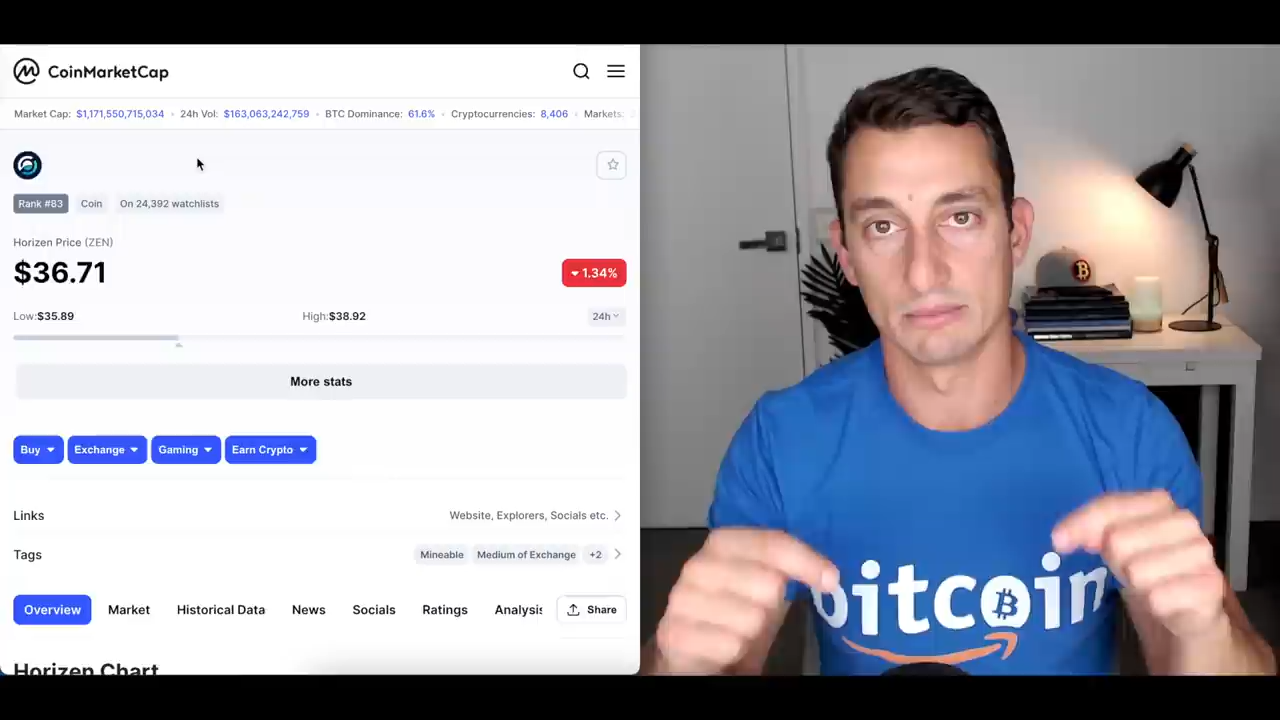 CoinMarketCap
Market Cap: $1,171,550,715,034 • 24h Vol: $163,063,242,759 • BTC Dominance: 61.6% • Cryptocurrencies: 8,406 • Markets:
Rank #83 Coin On 24,392 watchlists
Horizen Price (ZEN)
$36.71 1.34%
Low:$35.89 High:$38.92 24h
More stats
Buy Exchange Gaming Earn Crypto
Links Website, Explorers, Socials etc.
Tags Mineable Medium of Exchange +2
Overview Market Historical Data News Socials Ratings Analysis Share
Horizen Chart
bitcoin